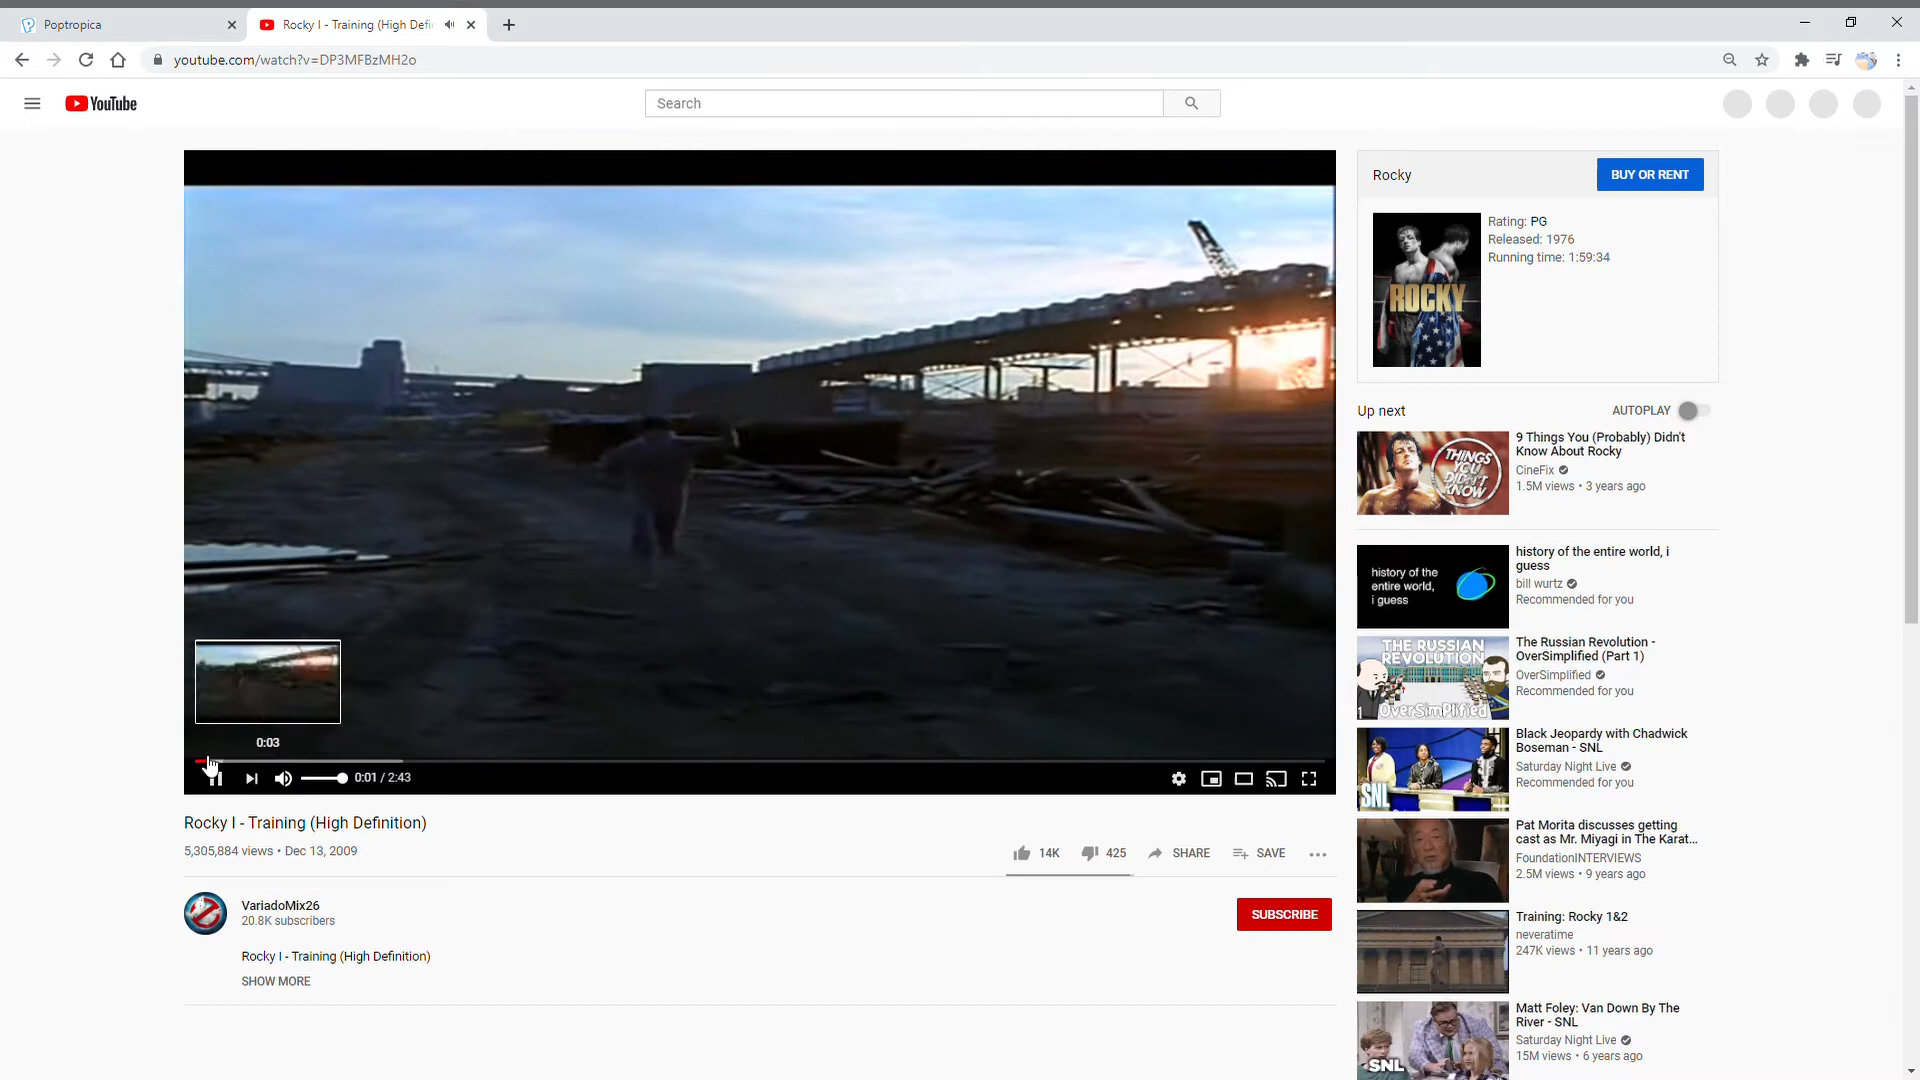 Poptropica
Rocky I - Training (High Defi
youtube.com/watch?v=DP3MFBzMH2o
YouTube
Search
0:03
0:01 / 2:43
Rocky I - Training (High Definition)
5,305,884 views • Dec 13, 2009
14K
425
SHARE
SAVE
VariadoMix26
20.8K subscribers
SUBSCRIBE
Rocky I - Training (High Definition)
SHOW MORE
Rocky
BUY OR RENT
ROCKY
Rating: PG
Released: 1976
Running time: 1:59:34
Up next
AUTOPLAY
THINGS
YOU
DIDN'T
KNOW
9 Things You (Probably) Didn't
Know About Rocky
CineFix
1.5M views • 3 years ago
history of the
entire world,
i guess
history of the entire world, i
guess
bill wurtz
Recommended for you
THE RUSSIAN
REVOLUTION
1
OverSimplified
The Russian Revolution -
OverSimplified (Part 1)
OverSimplified
Recommended for you
SNL
Black Jeopardy with Chadwick
Boseman - SNL
Saturday Night Live
Recommended for you
Pat Morita discusses getting
cast as Mr. Miyagi in The Karat...
FoundationINTERVIEWS
2.5M views • 9 years ago
Training: Rocky 1&2
neveratime
247K views • 11 years ago
SNL
Matt Foley: Van Down By The
River - SNL
Saturday Night Live
15M views • 6 years ago